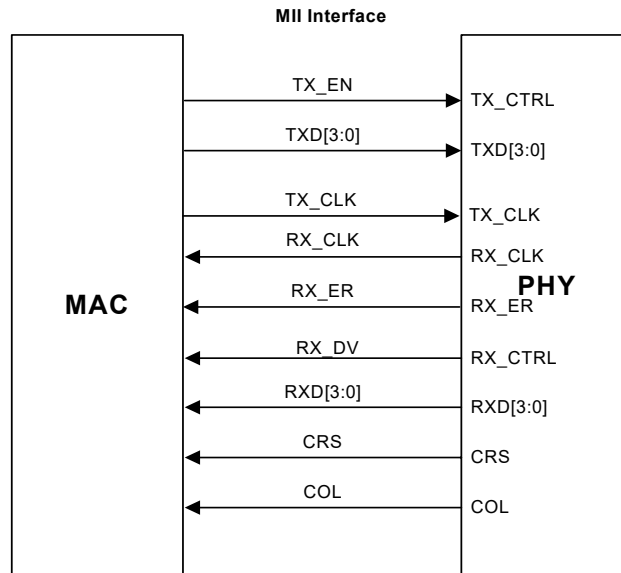 MII Interface
TX_EN
TX_CTRL
TXD[3:0]
TXD[3:0]
TX_CLK
TX_CLK
RX_CLK
RX_CLK
MAC
PHY
RX_ER
RX_ER
RX_DV
RX_CTRL
RXD[3:0]
RXD[3:0]
CRS
CRS
COL
COL